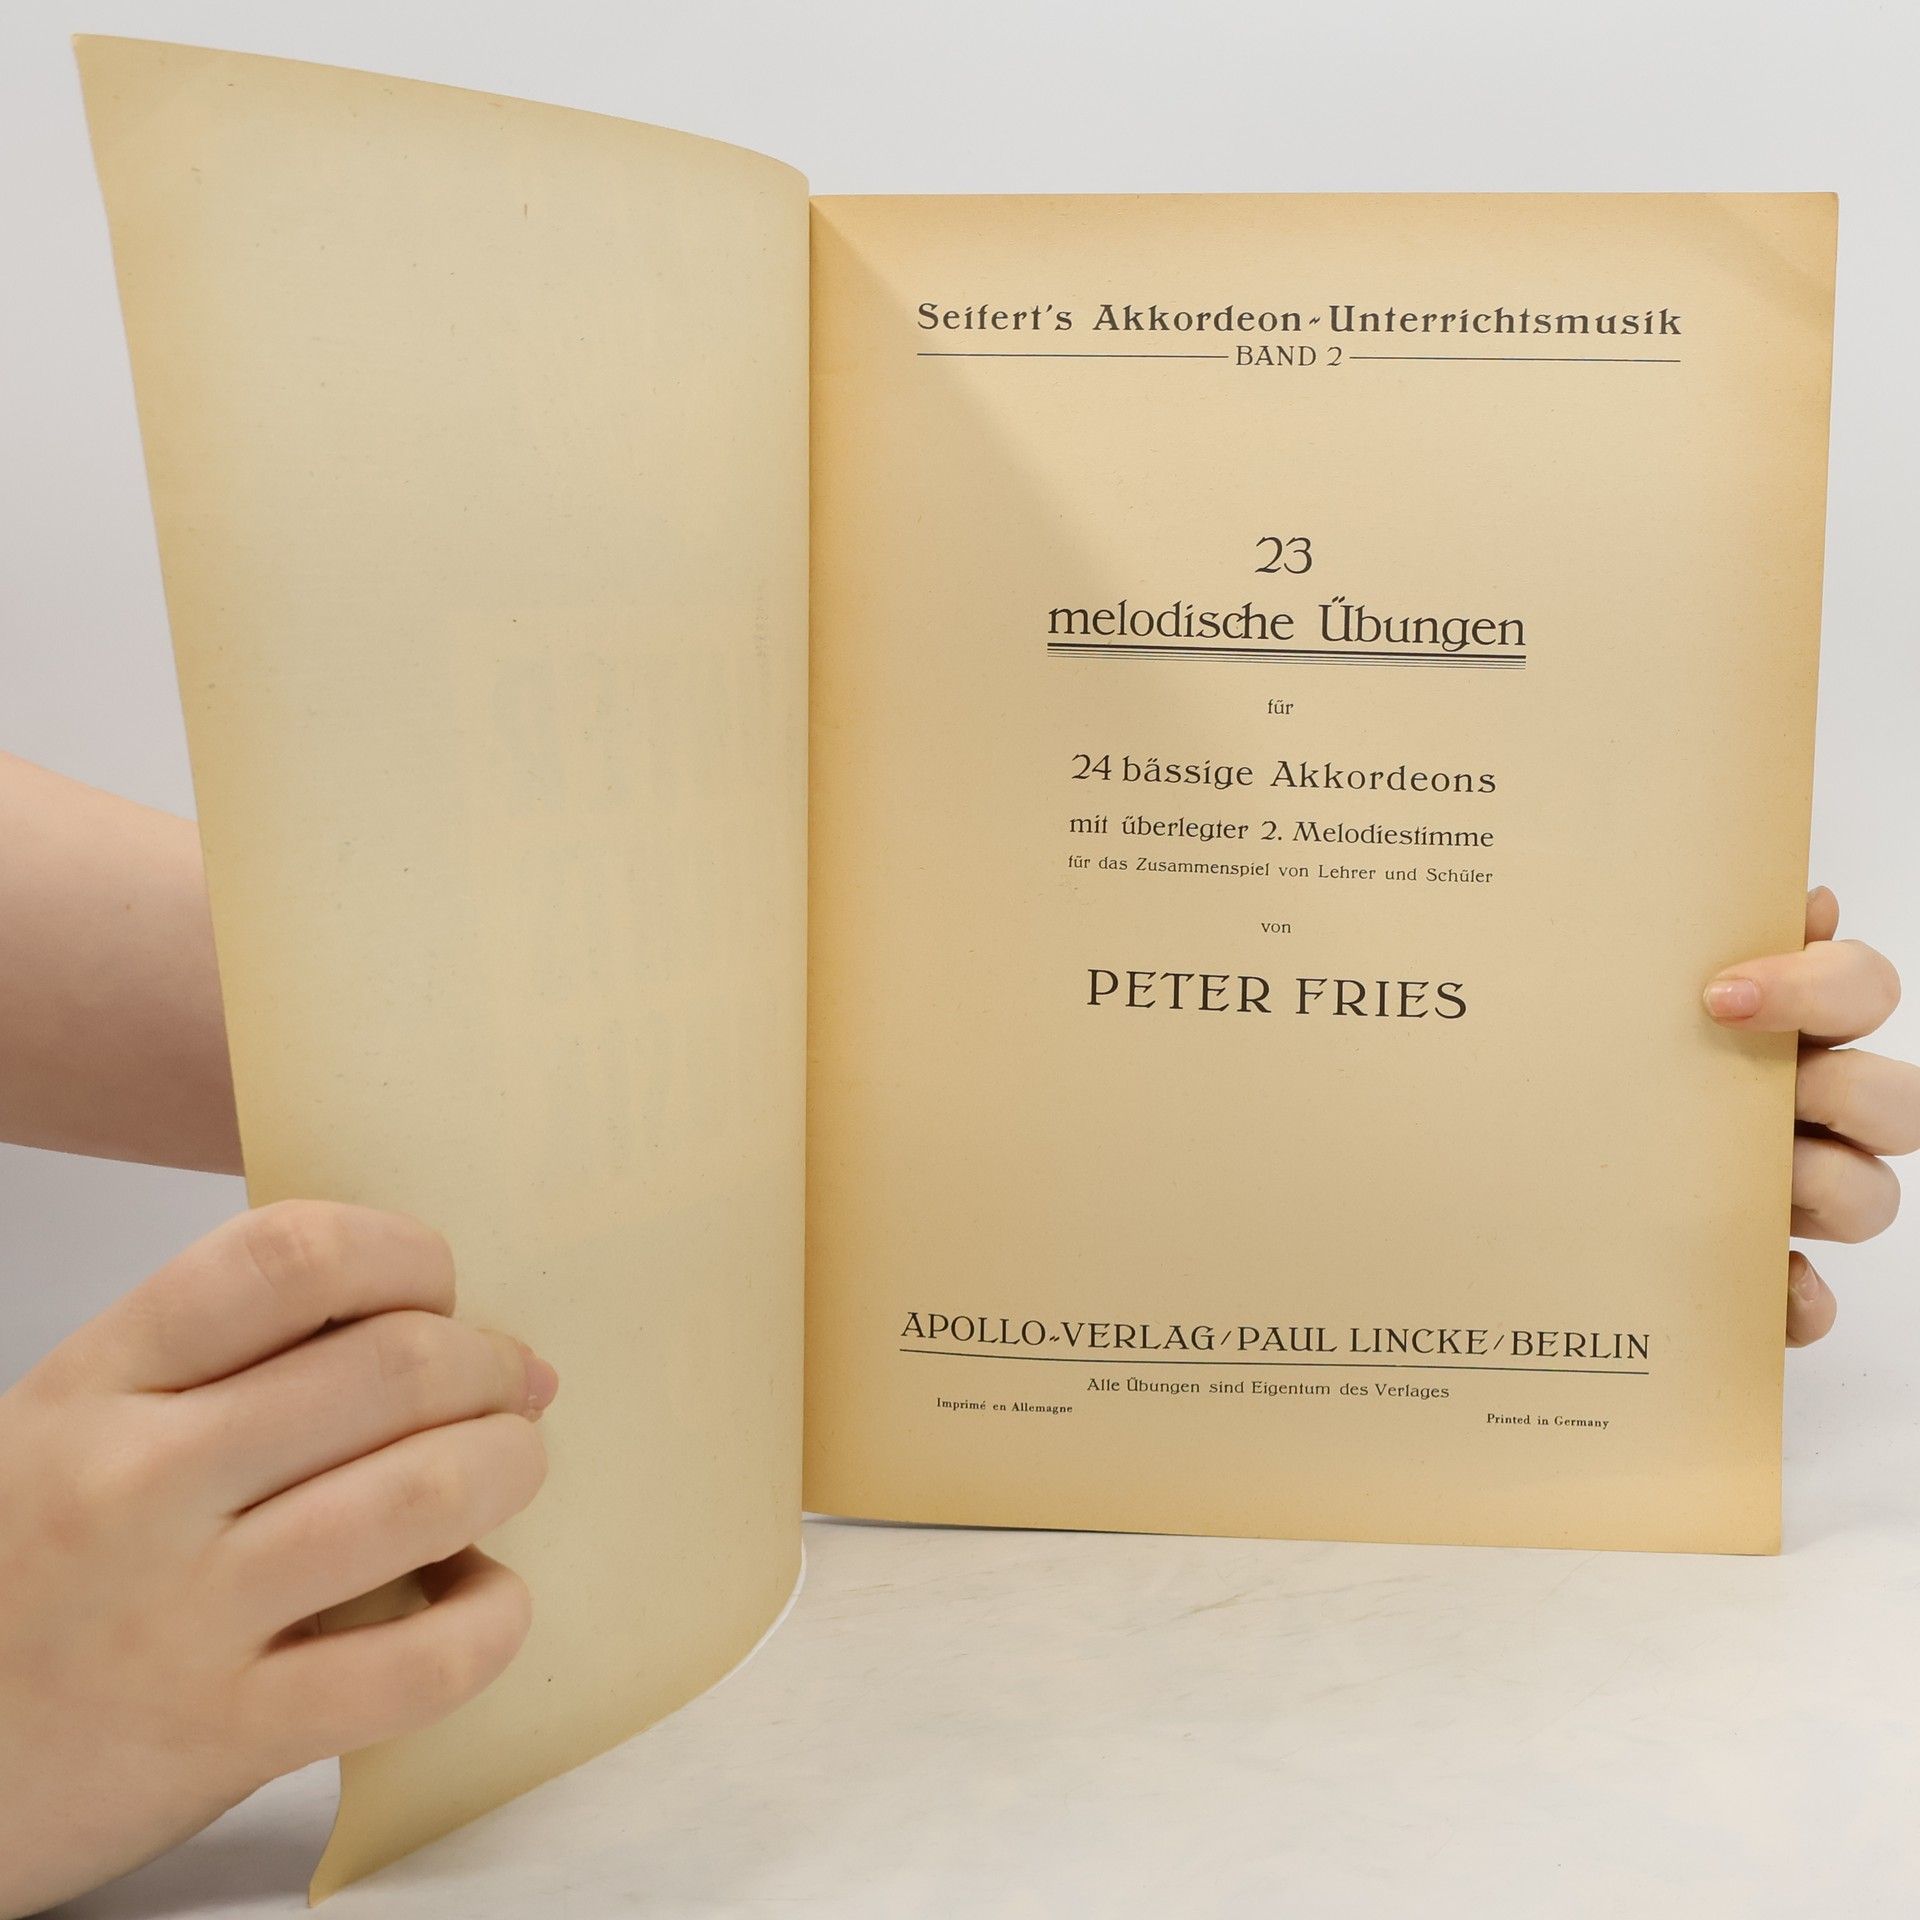 Seifert's Akkordeon-Unterrichtsmusik
BAND 2
23
melodische Übungen
für
24 bässige Akkordeons
mit überlegter 2. Melodiestimme
für das Zusammenspiel von Lehrer und Schüler
von
PETER FRIES
APOLLO-VERLAG/PAUL LINCKE/BERLIN
Alle Übungen sind Eigentum des Verlages
Imprimé en Allemagne
Printed in Germany